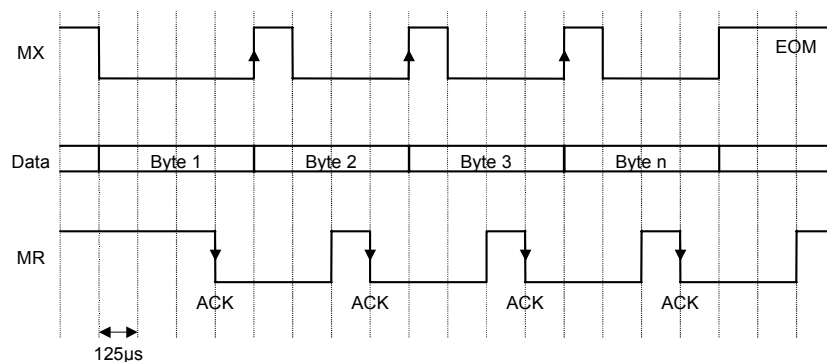 MX
EOM
Data Byte 1 Byte 2 Byte 3 Byte n
MR
ACK ACK ACK ACK
125µs